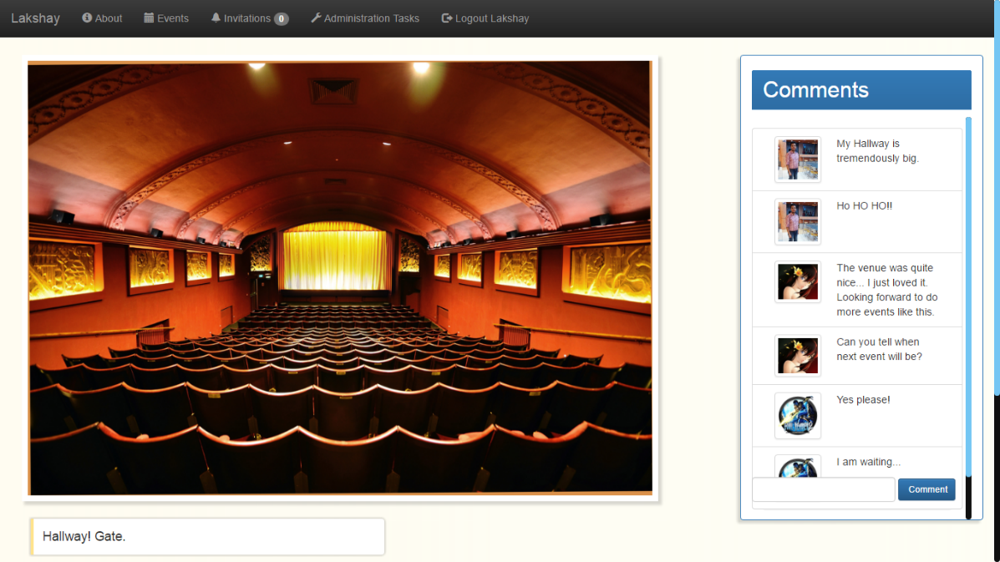 Lakshay
About
Events
Invitations 0
Administration Tasks
Logout Lakshay
Comments
My Hallway is
tremendously big.
Ho HO HO!!
The venue was quite
nice... I just loved it.
Looking forward to do
more events like this.
Can you tell when
next event will be?
Yes please!
I am waiting...
Comment
Hallway! Gate.